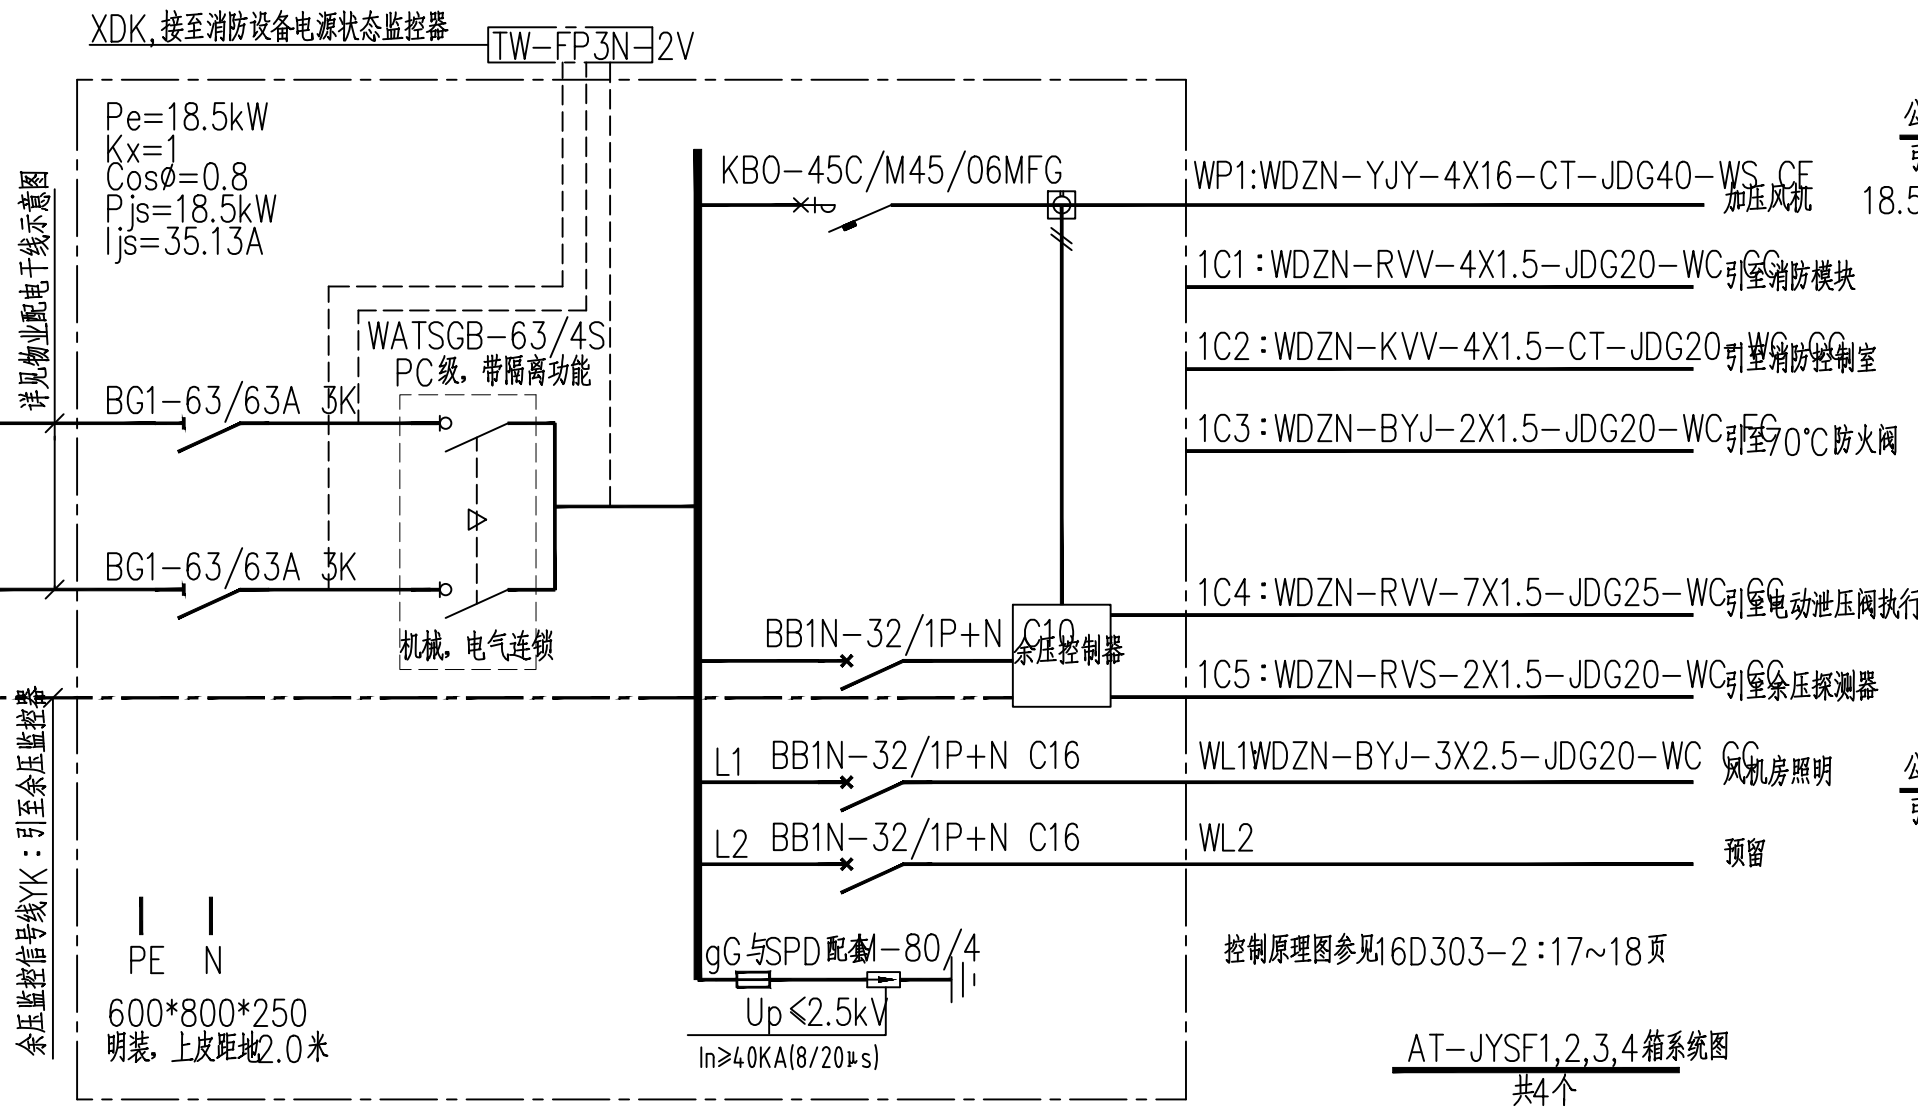 XDK,接至消防设备电源状态监控器
TW-FP3N-2V
Pe=18.5kW
Kx=1
Cosø=0.8
Pjs=18.5kW
Ijs=35.13A
详见物业配电干线示意图
WATSGB-63/4S
PC级，带隔离功能
BG1-63/63A 3K
BG1-63/63A 3K
机械，电气连锁
余压监控信号线YK：引至余压监控器
PE N
600*800*250
明装，上皮距地2.0米
KBO-45C/M45/06MFG
WP1:WDZN-YJY-4X16-CT-JDG40-WS CE
加压风机 18.5
1C1:WDZN-RVV-4X1.5-JDG20-WC CC
引至消防模块
1C2:WDZN-KVV-4X1.5-CT-JDG20-WC CC
引至消防控制室
1C3:WDZN-BYJ-2X1.5-JDG20-WC FC
引至70℃防火阀
1C4:WDZN-RVV-7X1.5-JDG25-WC CC
引至电动泄压阀执行
BB1N-32/1P+N C10
余压控制器
1C5:WDZN-RVS-2X1.5-JDG20-WC CC
引至余压探测器
L1 BB1N-32/1P+N C16
WL1WDZN-BYJ-3X2.5-JDG20-WC CC
风机房照明
L2 BB1N-32/1P+N C16
WL2
预留
gG与SPD配套
M-80/4
Up≤2.5kV
In≥40KA(8/20μs)
控制原理图参见16D303-2:17~18页
AT-JYSF1,2,3,4箱系统图
共4个